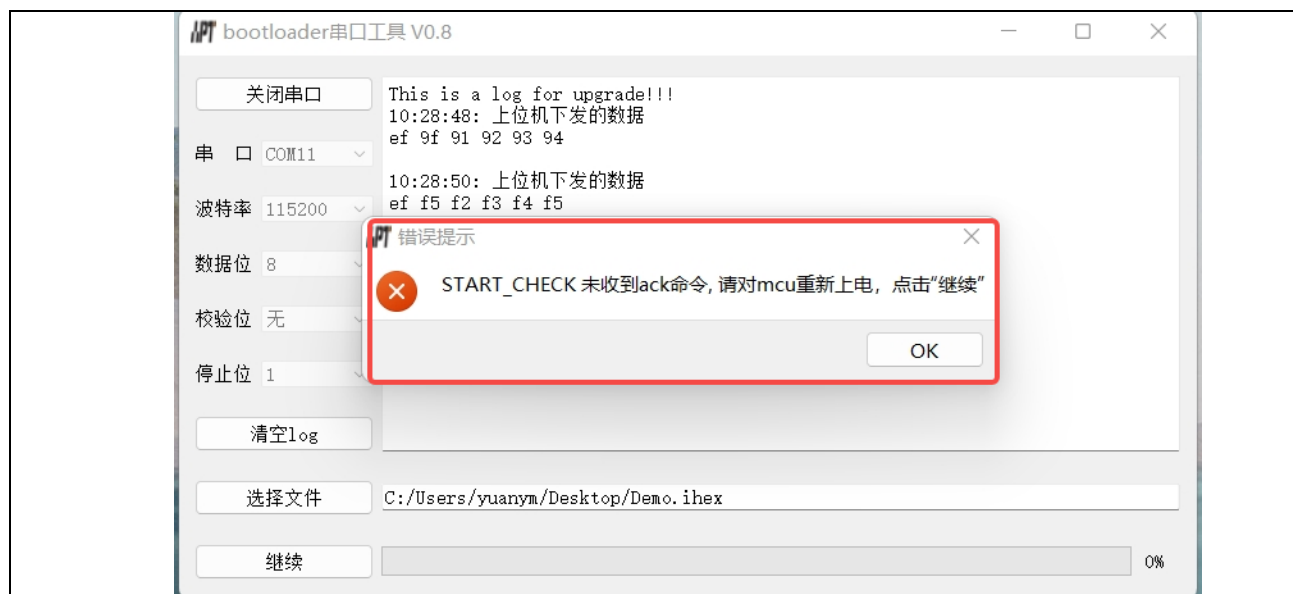 APT bootloader串口工具 V0.8
关闭串口
This is a log for upgrade!!!
10:28:48: 上位机下发的数据
ef 9f 91 92 93 94
串 口 COM11
10:28:50: 上位机下发的数据
波特率 115200
ef f5 f2 f3 f4 f5
APT 错误提示
数据位 8
START_CHECK 未收到ack命令, 请对mcu重新上电，点击“继续”
校验位 无
OK
停止位 1
清空log
选择文件 C:/Users/yuanym/Desktop/Demo.ihex
继续 0%